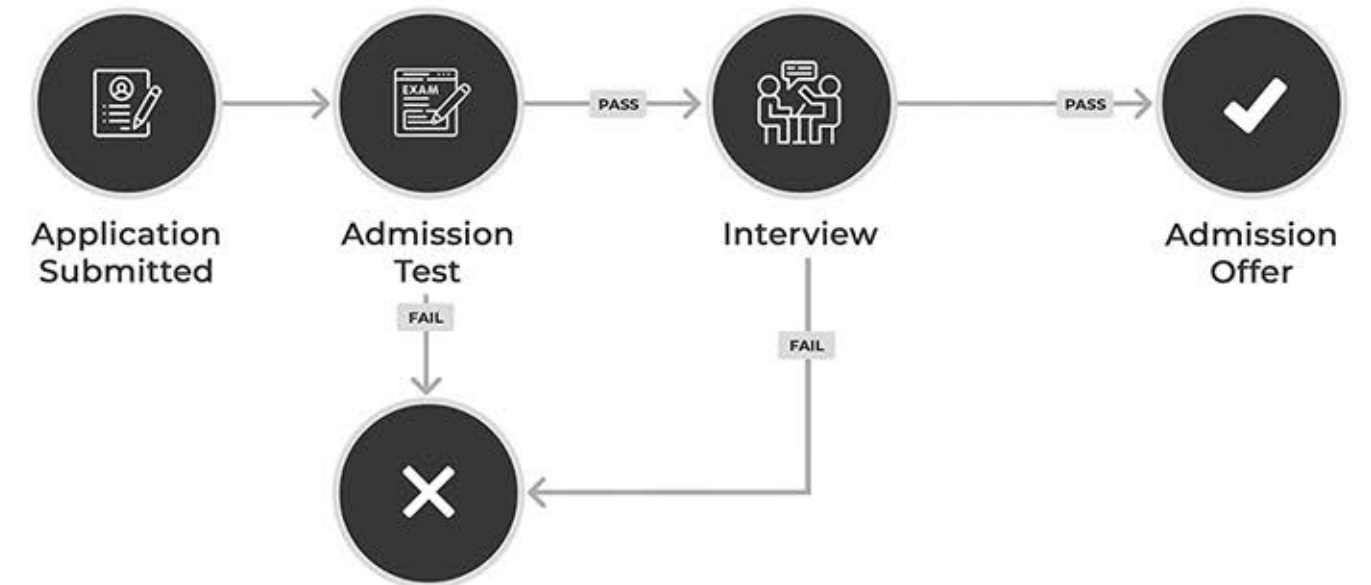 EXAM
PASS
PASS
Application
Submitted
Admission
Test
Interview
Admission
Offer
FAIL
FAIL